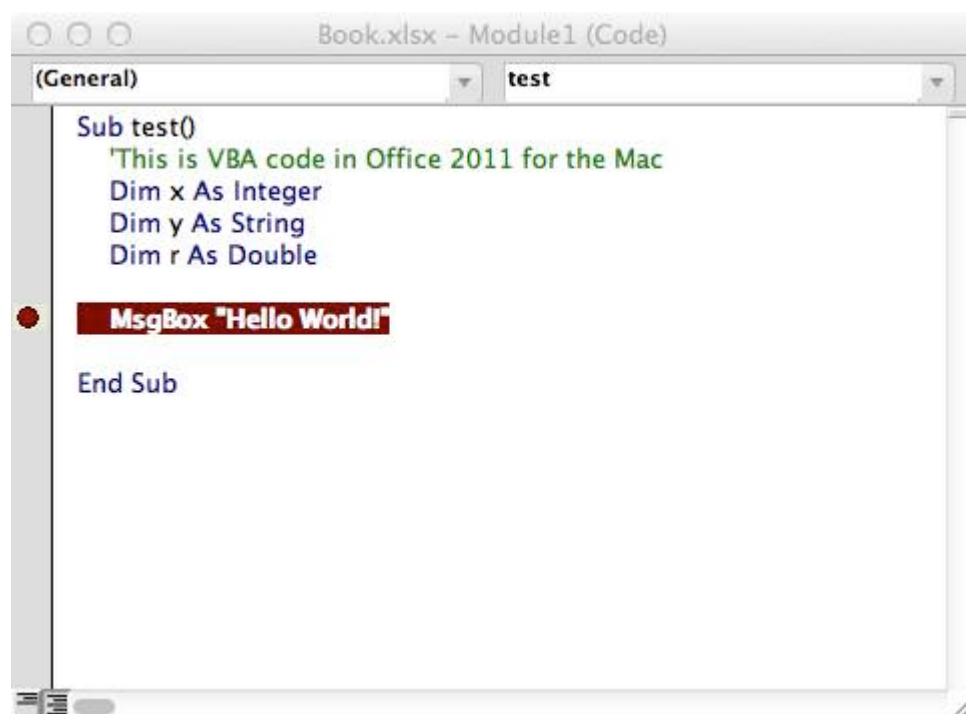 Book.xlsx – Module1 (Code)
(General) test
Sub test()
'This is VBA code in Office 2011 for the Mac
Dim x As Integer
Dim y As String
Dim r As Double
MsgBox "Hello World!"
End Sub